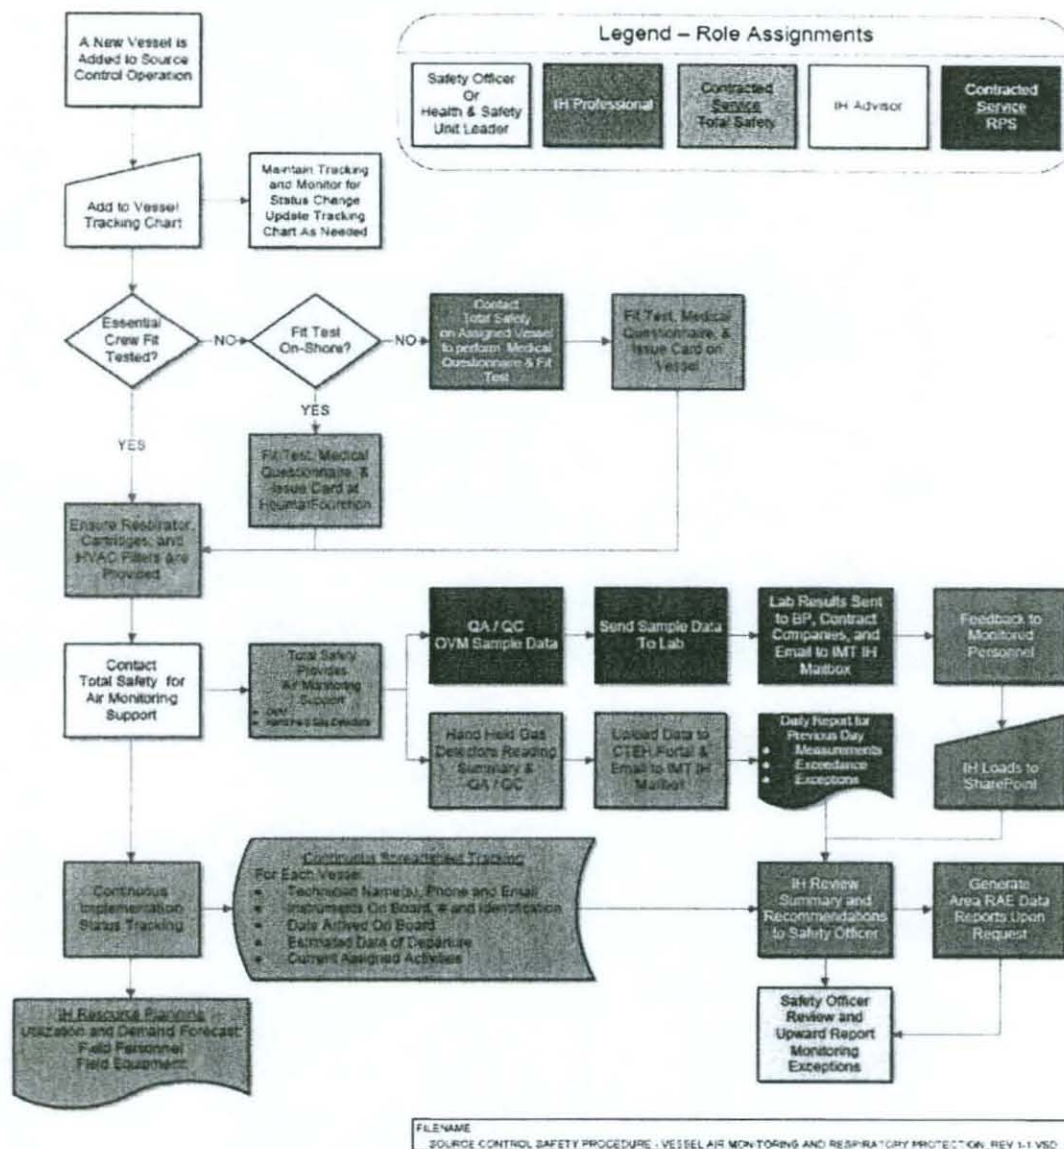 A New Vessel is
Added to Source
Control Operation
Legend – Role Assignments
Safety Officer
Or
Health & Safety
Unit Leader
IH Professional
Contracted
Service
Total Safety
IH Advisor
Contracted
Service
RPS
Add to Vessel
Tracking Chart
Maintain Tracking
and Monitor for
Status Change
Update Tracking
Chart As Needed
Essential
Crew Fit
Tested?
NO
Fit Test
On-Shore?
NO
Contact
Total Safety
on Assigned Vessel
to perform Medical
Questionnaire & Fit
Test
Fit Test, Medical
Questionnaire, &
Issue Card on
Vessel
YES
YES
Fit Test, Medical
Questionnaire, &
Issue Card at
Houma/Fourchon
Ensure Respirator,
Cartridges, and
HVAC Filters are
Provided
Contact
Total Safety for
Air Monitoring
Support
Total Safety
Provides
Air Monitoring
Support
• OVM
• Hand Held Gas Detectors
QA / QC
OVM Sample Data
Send Sample Data
To Lab
Lab Results Sent
to BP, Contract
Companies, and
Email to IMT IH
Mailbox
Feedback to
Monitored
Personnel
Hand Held Gas
Detectors Reading
Summary &
QA / QC
Upload Data to
CTEH Portal &
Email to IMT IH
Mailbox
Daily Report for
Previous Day
• Measurements
• Exceedance
• Exceptions
IH Loads to
SharePoint
Continuous
Implementation
Status Tracking
Continuous Spreadsheet Tracking
For Each Vessel
• Technician Name(s), Phone and Email
• Instruments On Board, # and Identification
• Date Arrived On Board
• Estimated Date of Departure
• Current Assigned Activities
IH Review
Summary and
Recommendations
to Safety Officer
Generate
Area RAE Data
Reports Upon
Request
IH Resource Planning
Utilization and Demand Forecast:
Field Personnel
Field Equipment
Safety Officer
Review and
Upward Report
Monitoring
Exceptions
FILENAME
SOURCE CONTROL SAFETY PROCEDURE - VESSEL AIR MONITORING AND RESPIRATORY PROTECTION REV 1-1.VSD